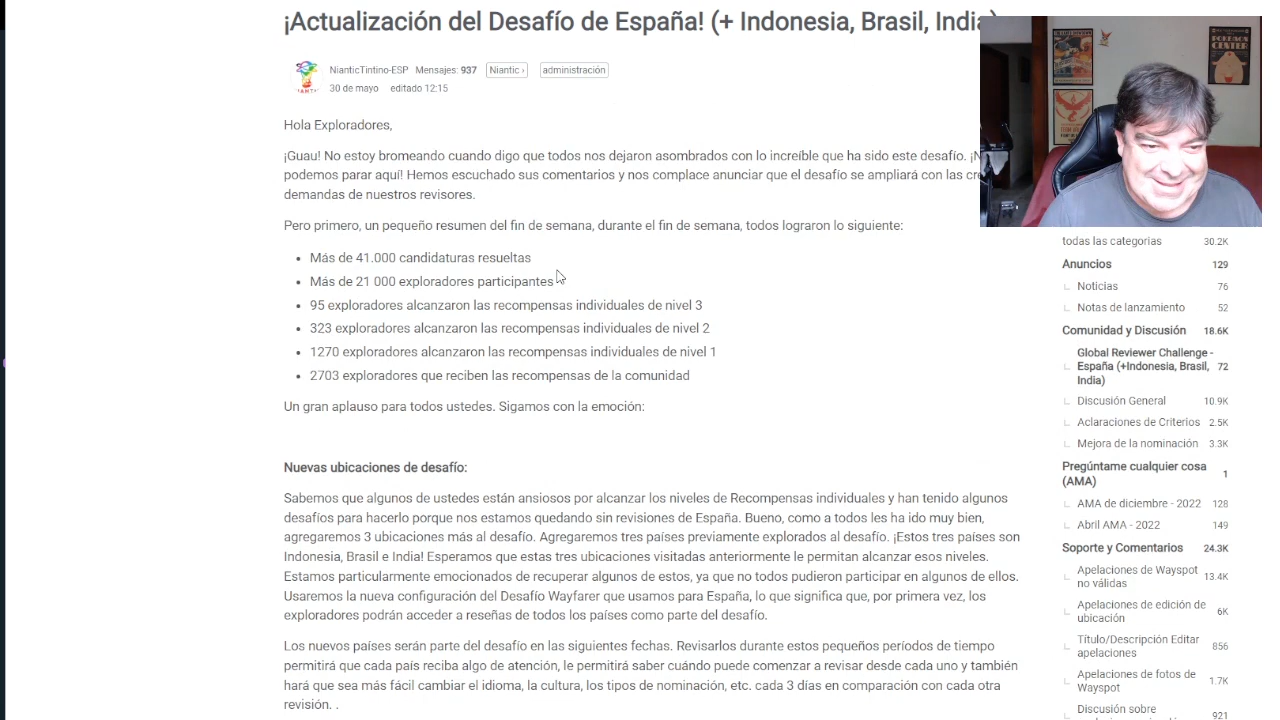 ¡Actualización del Desafío de España! (+ Indonesia, Brasil, India)
NianticTintino-ESP Mensajes: 937 Niantic › administración
30 de mayo editado 12:15
Hola Exploradores,
¡Guau! No estoy bromeando cuando digo que todos nos dejaron asombrados con lo increíble que ha sido este desafío.
podemos parar aquí! Hemos escuchado sus comentarios y nos complace anunciar que el desafío se ampliará con las
demandas de nuestros revisores.
Pero primero, un pequeño resumen del fin de semana, durante el fin de semana, todos lograron lo siguiente:
• Más de 41.000 candidaturas resueltas
• Más de 21 000 exploradores participantes
• 95 exploradores alcanzaron las recompensas individuales de nivel 3
• 323 exploradores alcanzaron las recompensas individuales de nivel 2
• 1270 exploradores alcanzaron las recompensas individuales de nivel 1
• 2703 exploradores que reciben las recompensas de la comunidad
Un gran aplauso para todos ustedes. Sigamos con la emoción:
Nuevas ubicaciones de desafío:
Sabemos que algunos de ustedes están ansiosos por alcanzar los niveles de Recompensas individuales y han tenido algunos
desafíos para hacerlo porque nos estamos quedando sin revisiones de España. Bueno, como a todos les ha ido muy bien,
agregaremos 3 ubicaciones más al desafío. Agregaremos tres países previamente explorados al desafío. ¡Estos tres países son
Indonesia, Brasil e India! Esperamos que estas tres ubicaciones visitadas anteriormente le permitan alcanzar esos niveles.
Estamos particularmente emocionados de recuperar algunos de estos, ya que no todos pudieron participar en algunos de ellos.
Usaremos la nueva configuración del Desafío Wayfarer que usamos para España, lo que significa que, por primera vez, los
exploradores podrán acceder a reseñas de todos los países como parte del desafío.
Los nuevos países serán parte del desafío en las siguientes fechas. Revisarlos durante estos pequeños períodos de tiempo
permitirá que cada país reciba algo de atención, le permitirá saber cuándo puede comenzar a revisar desde cada uno y también
hará que sea más fácil cambiar el idioma, la cultura, los tipos de nominación, etc. cada 3 días en comparación con cada otra
revisión. .
todas las categorias 30.2K
Anuncios 129
Noticias 76
Notas de lanzamiento 52
Comunidad y Discusión 18.6K
Global Reviewer Challenge -
España (+Indonesia, Brasil, 72
India)
Discusión General 10.9K
Aclaraciones de Criterios 2.5K
Mejora de la nominación 3.3K
Pregúntame cualquier cosa
(AMA) 1
AMA de diciembre - 2022 128
Abril AMA - 2022 149
Soporte y Comentarios 24.3K
Apelaciones de Wayspot
no válidas 13.4K
Apelaciones de edición de
ubicación 6K
Título/Descripción Editar
apelaciones 856
Apelaciones de fotos de
Wayspot 1.7K
Discusión sobre 921
POKÉMON
CENTER